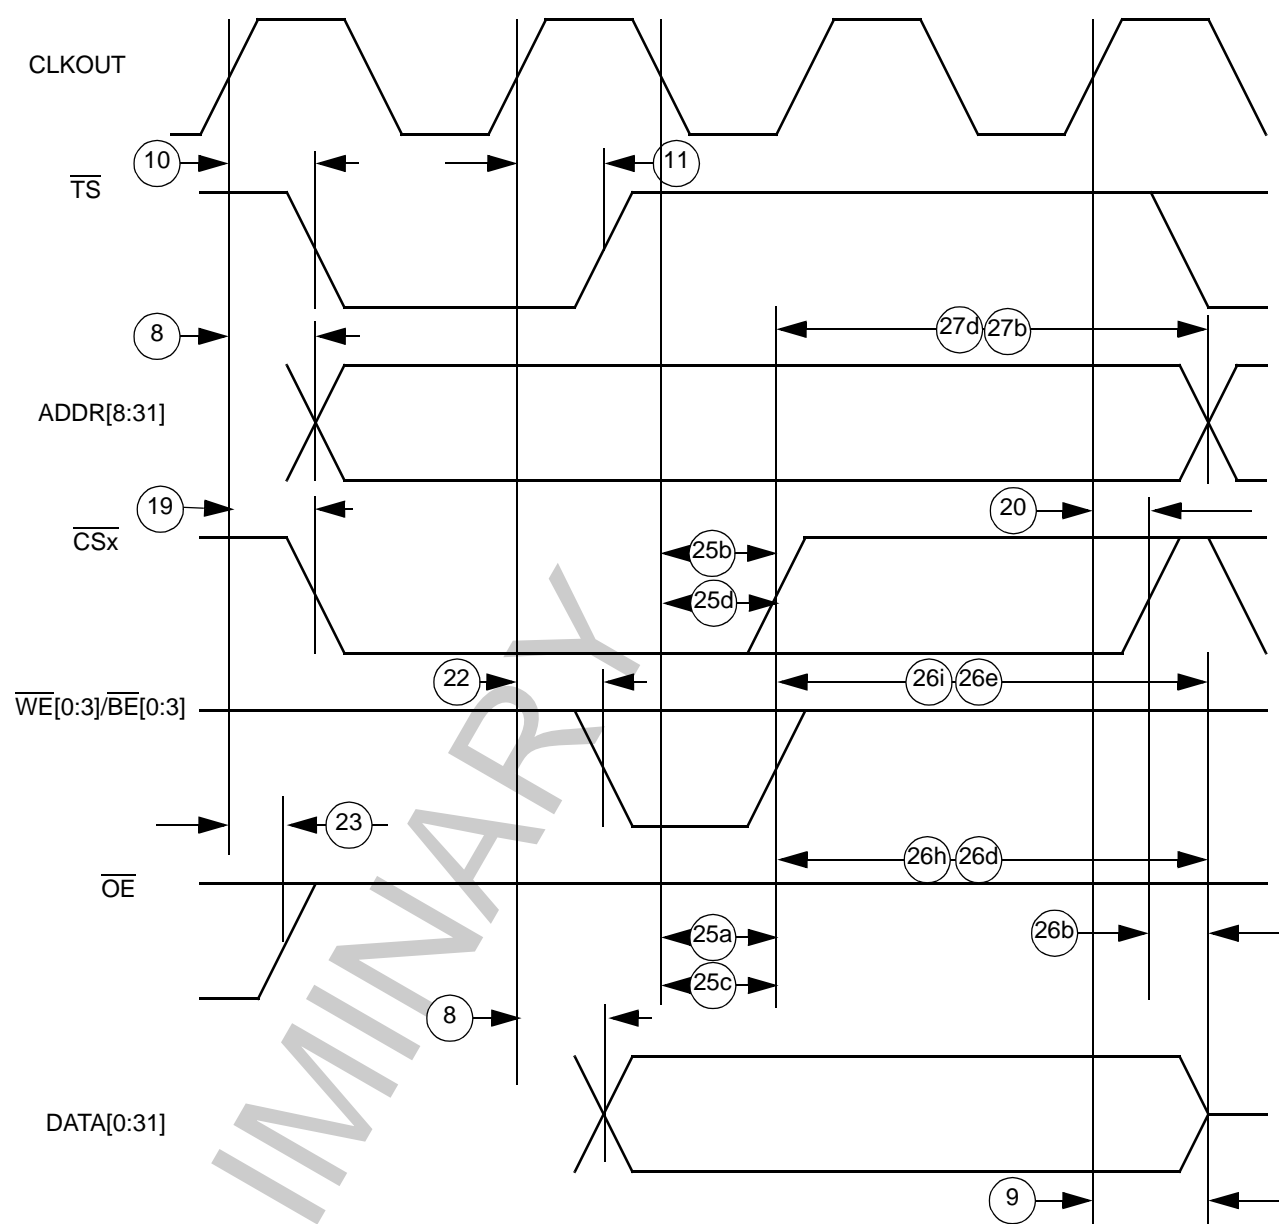 CLKOUT
10
11
TS
8
27d 27b
ADDR[8:31]
19
20
CSx
25b
25d
22
26i 26e
WE[0:3]/BE[0:3]
23
26h 26d
OE
25a
26b
25c
8
DATA[0:31]
9
IMINARY